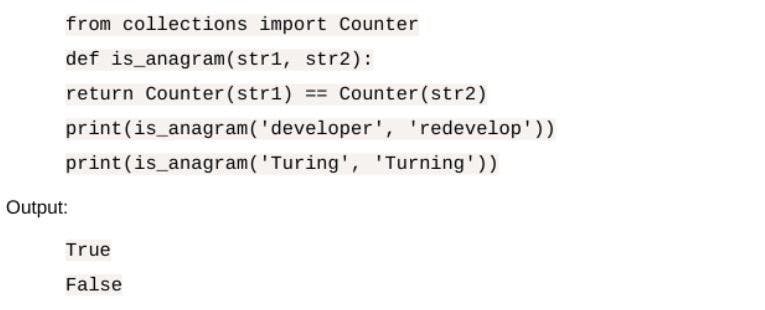 from collections import Counter
def is_anagram(str1, str2):
return Counter(str1) == Counter(str2)
print(is_anagram('developer', 'redevelop'))
print(is_anagram('Turing', 'Turning'))
Output:
True
False